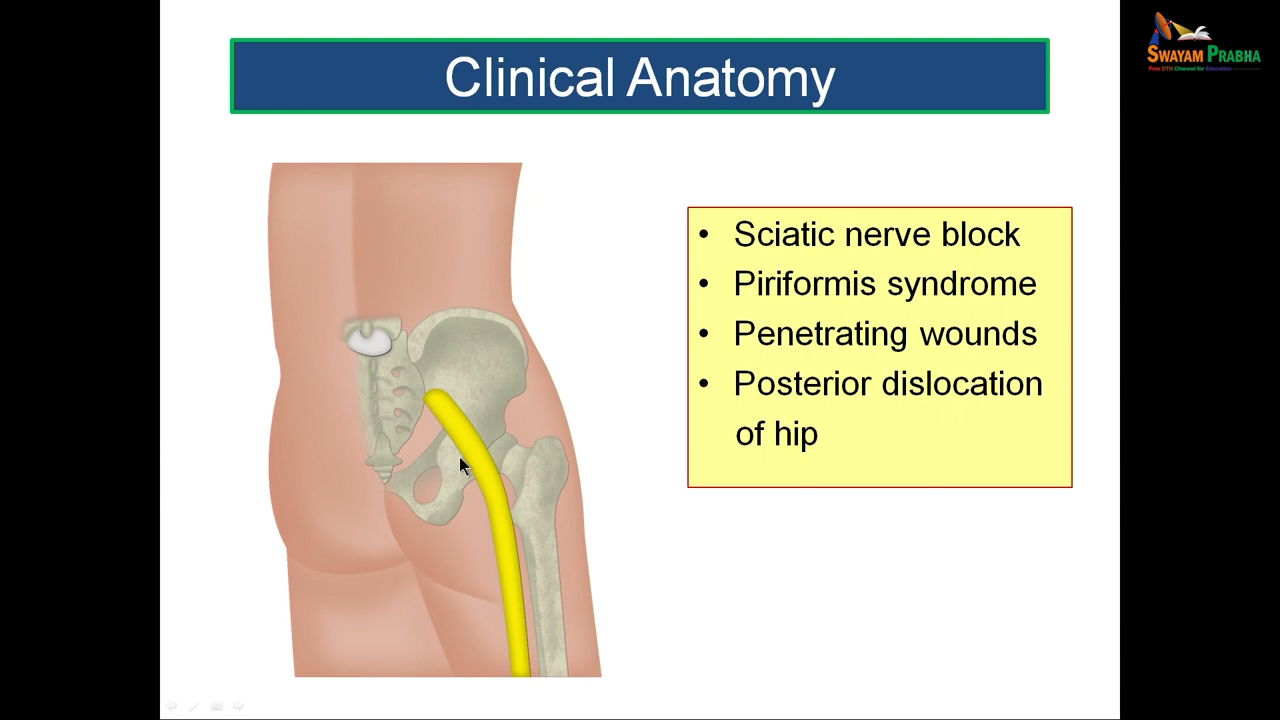 SWAYAM PRABHA
Free DTH Channel for Education
Clinical Anatomy
• Sciatic nerve block
• Piriformis syndrome
• Penetrating wounds
• Posterior dislocation
of hip